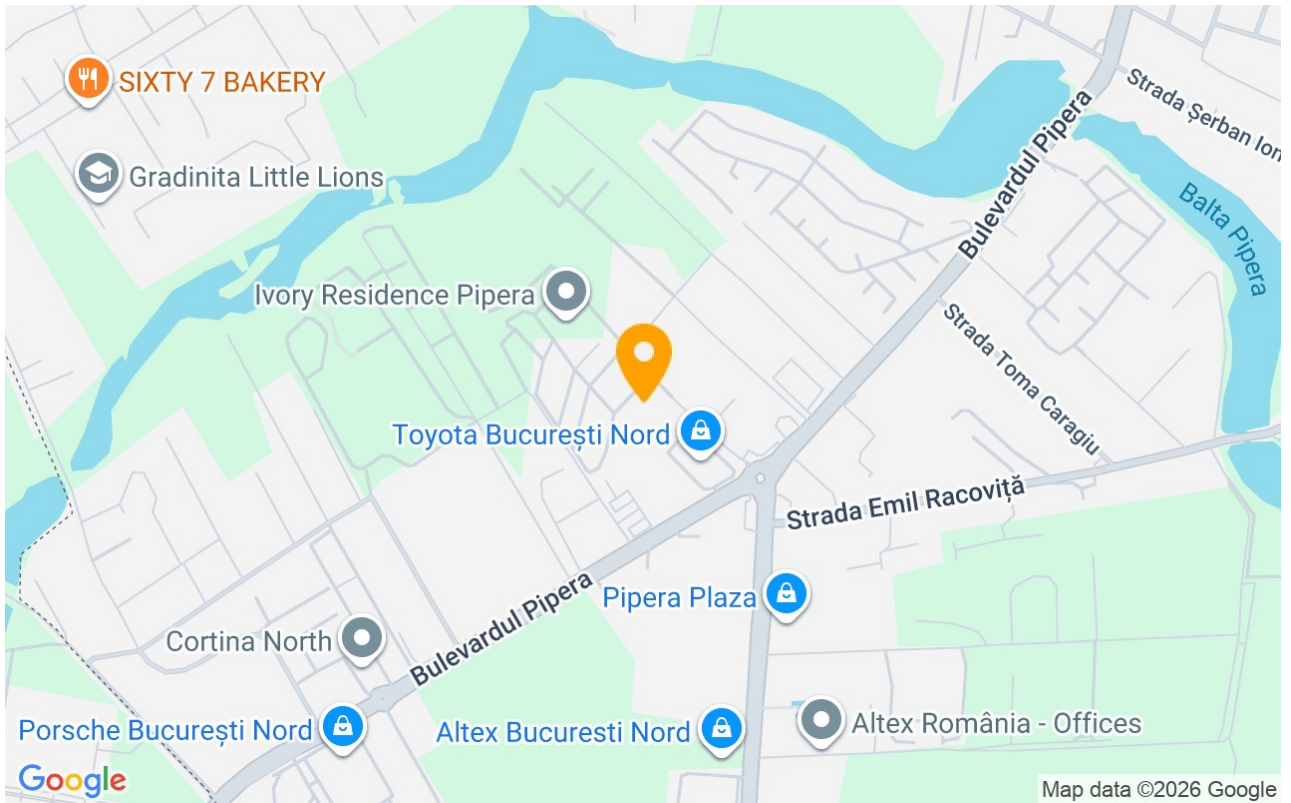 SIXTY 7 BAKERY
Strada Șerban Ion
Gradinita Little Lions
Bulevardul Pipera
Balta Pipera
Ivory Residence Pipera
Strada Toma Caragiu
Toyota București Nord
Strada Emil Racoviță
Pipera Plaza
Bulevardul Pipera
Cortina North
Porsche București Nord
Altex Bucuresti Nord
Altex România - Offices
Google
Map data ©2026 Google